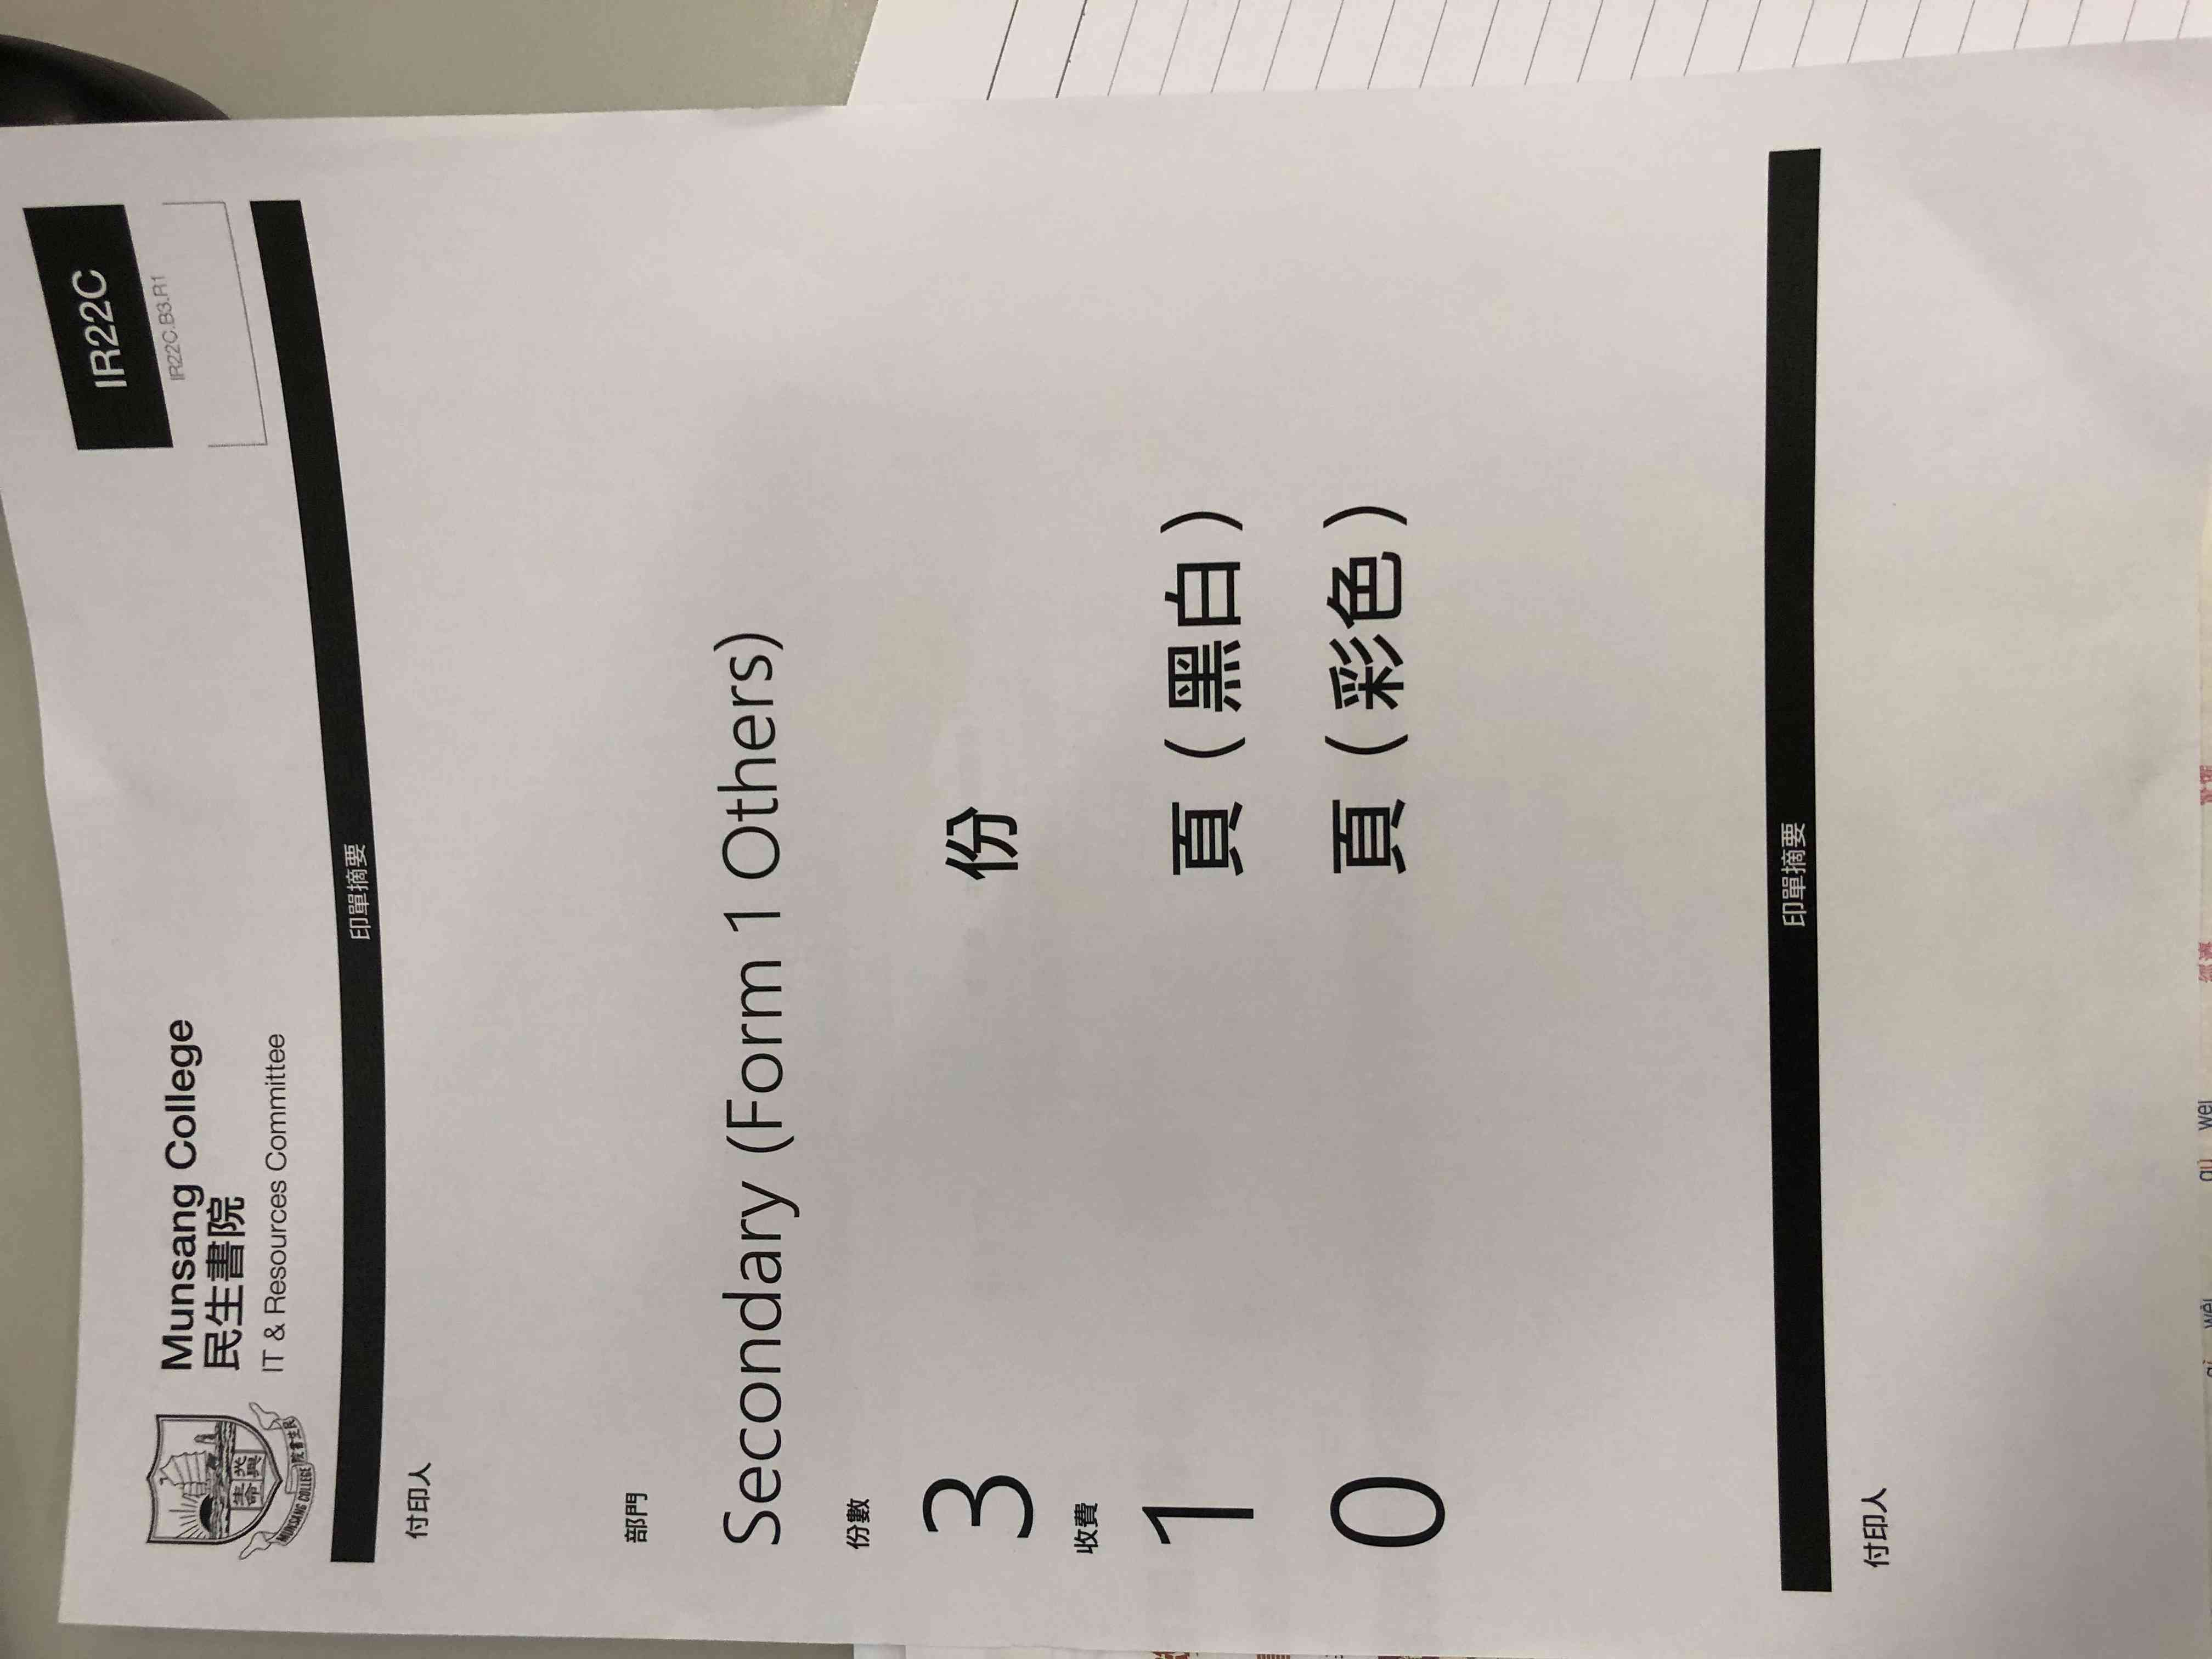 Munsang College
民生書院
IT & Resources Committee
IR22C
IR22C.B3.R1
生命
光與
MUNSANG COLLEGE
民生書院
印單摘要
付印人
部門
Secondary (Form 1 Others)
份數
3 份
收費
1 頁（黑白）
0 頁（彩色）
印單摘要
付印人